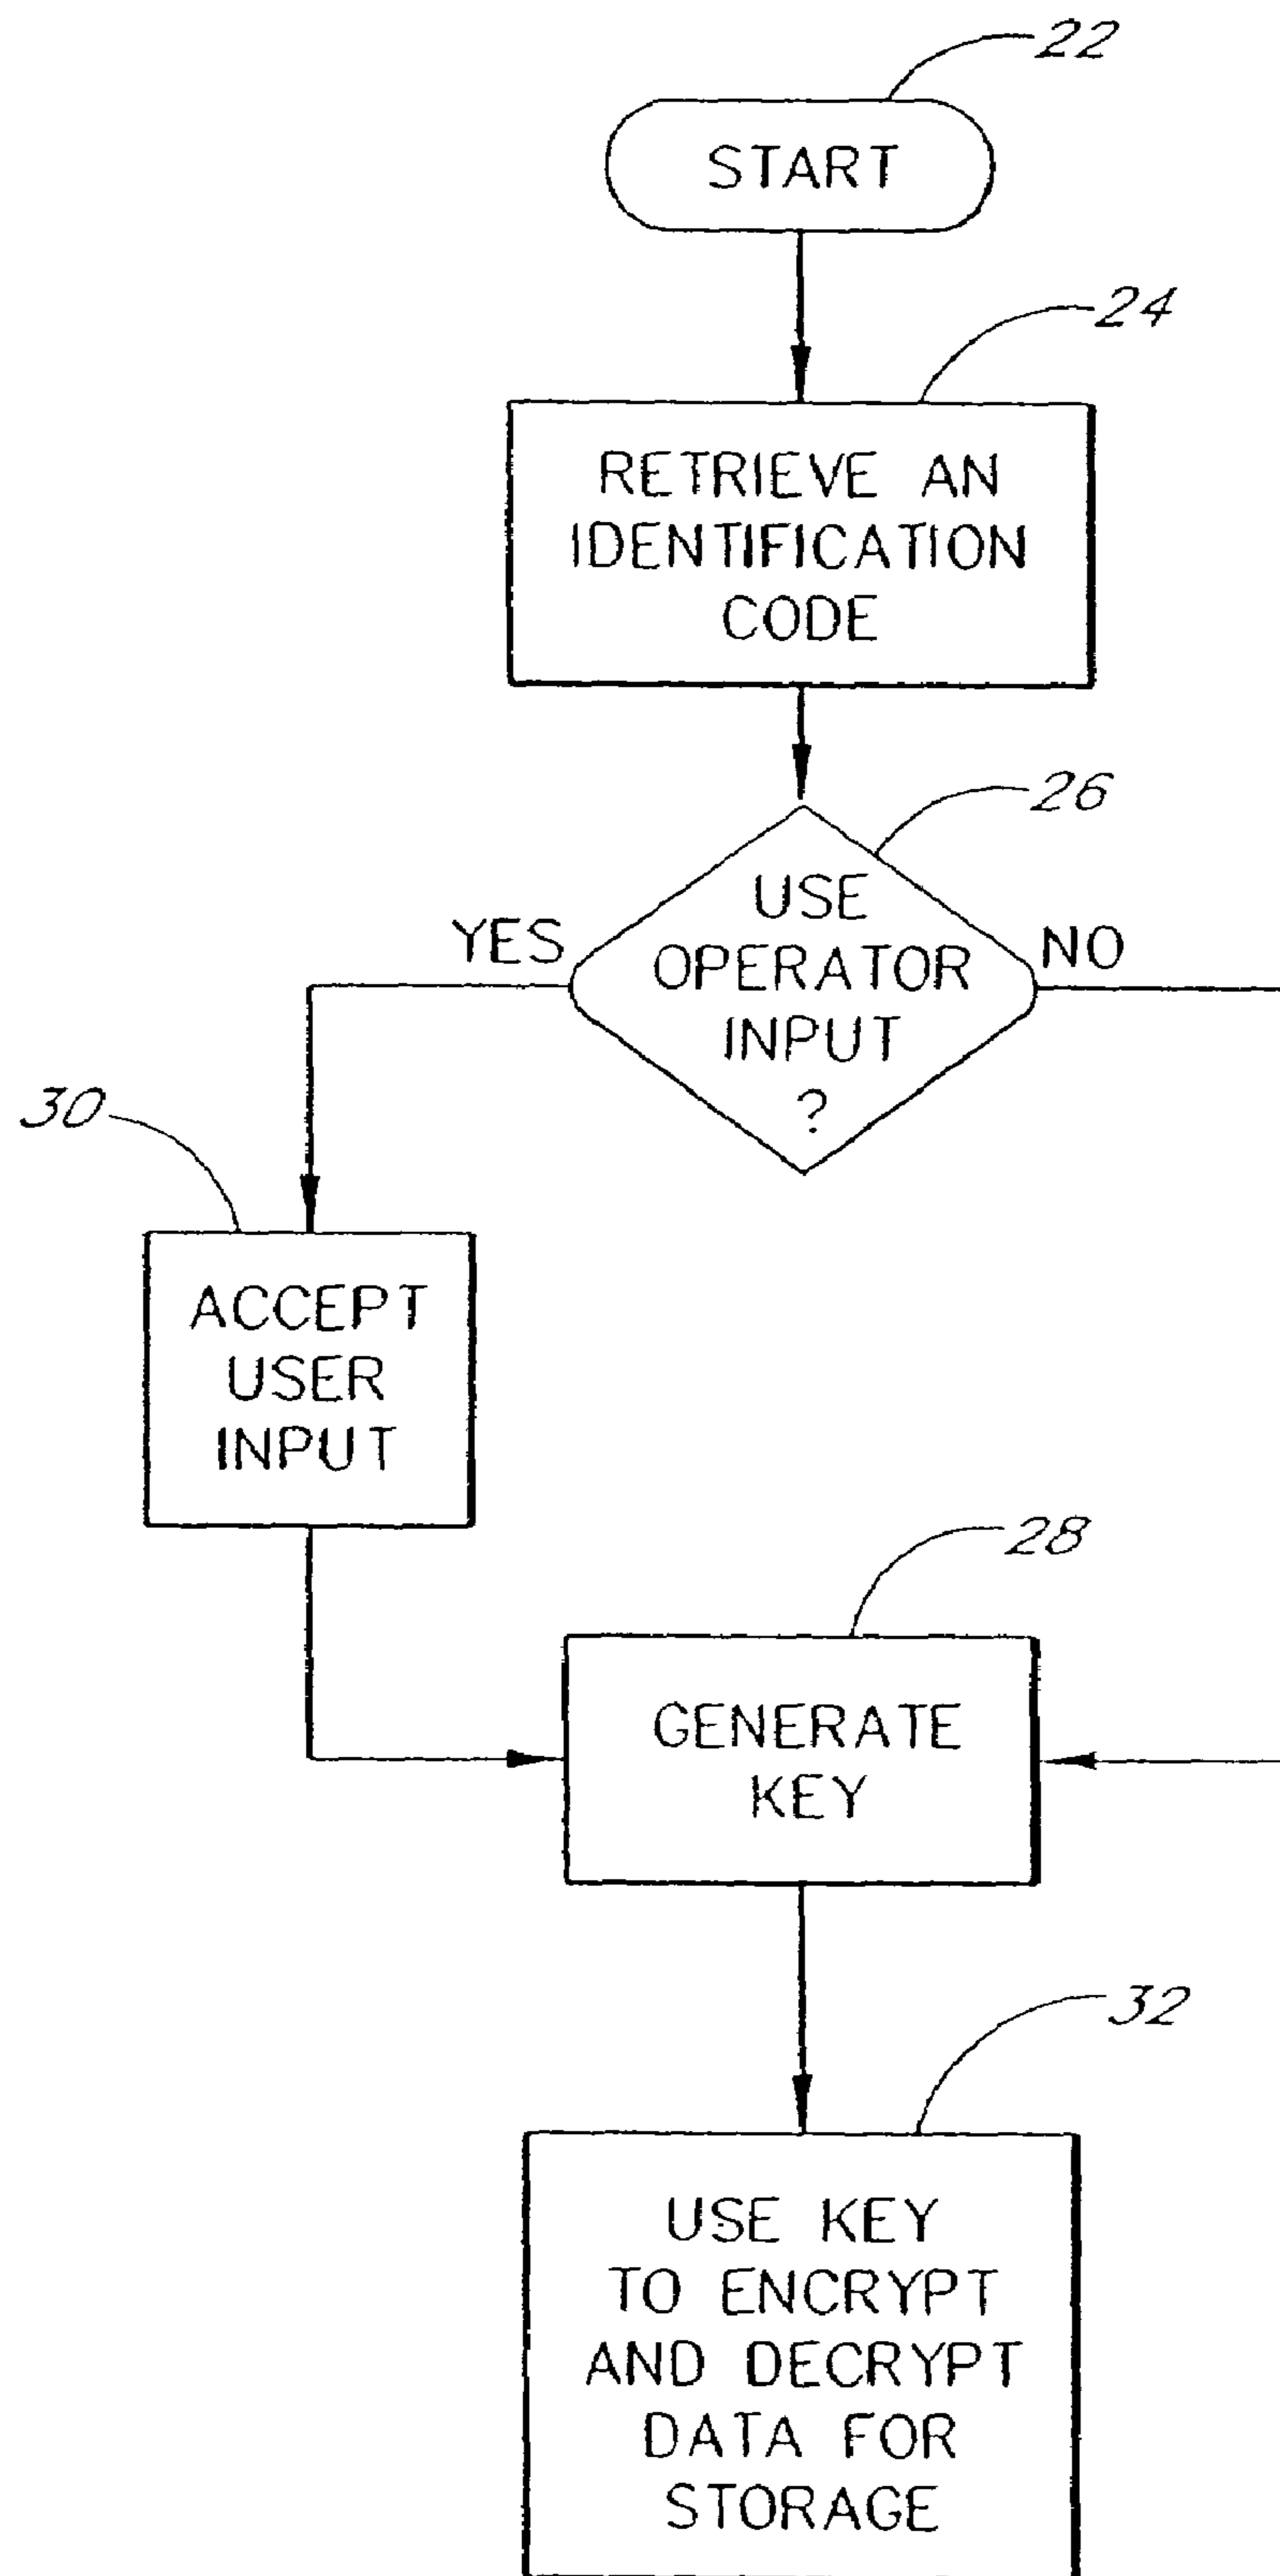 22
START
24
RETRIEVE AN
IDENTIFICATION
CODE
26
USE
OPERATOR
INPUT
?
YES
NO
30
ACCEPT
USER
INPUT
28
GENERATE
KEY
32
USE KEY
TO ENCRYPT
AND DECRYPT
DATA FOR
STORAGE